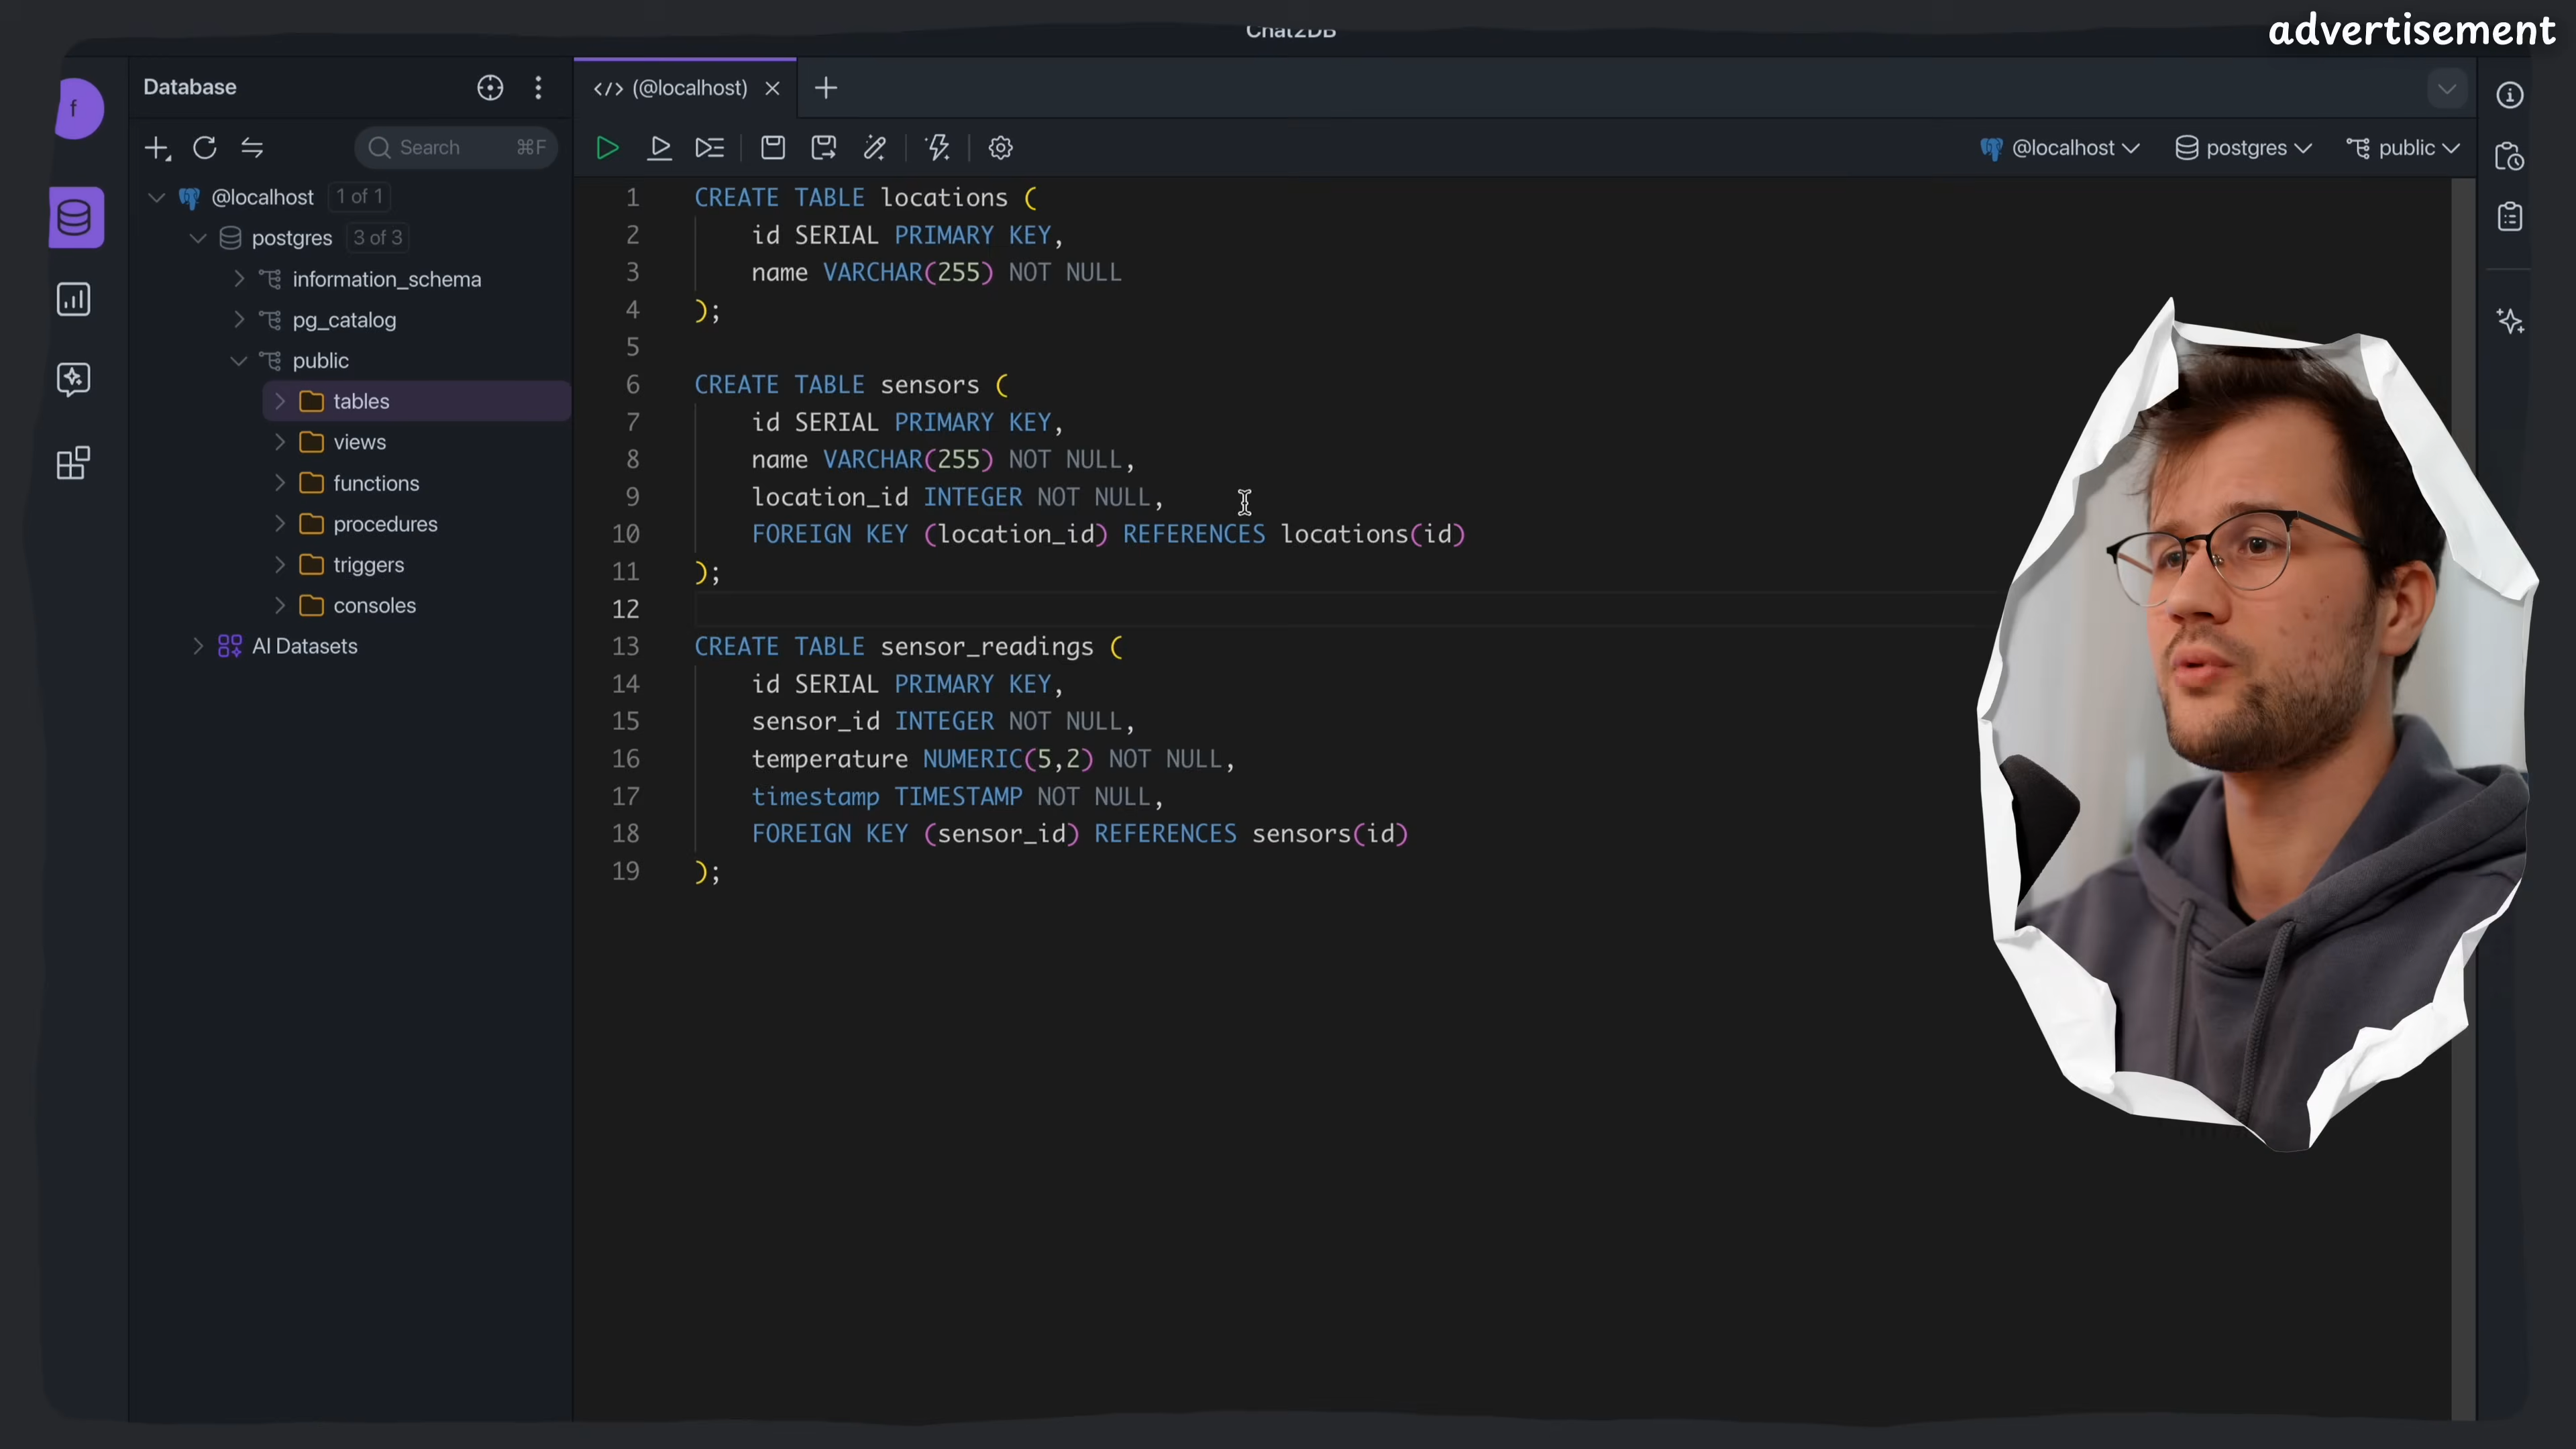 advertisement
Chat2DB
f
Database
Search ⌘F
@localhost 1 of 1
postgres 3 of 3
information_schema
pg_catalog
public
tables
views
functions
procedures
triggers
consoles
AI Datasets
</> (@localhost)
@localhost postgres public
1 CREATE TABLE locations (
2 id SERIAL PRIMARY KEY,
3 name VARCHAR(255) NOT NULL
4 );
5
6 CREATE TABLE sensors (
7 id SERIAL PRIMARY KEY,
8 name VARCHAR(255) NOT NULL,
9 location_id INTEGER NOT NULL,
10 FOREIGN KEY (location_id) REFERENCES locations(id)
11 );
12
13 CREATE TABLE sensor_readings (
14 id SERIAL PRIMARY KEY,
15 sensor_id INTEGER NOT NULL,
16 temperature NUMERIC(5,2) NOT NULL,
17 timestamp TIMESTAMP NOT NULL,
18 FOREIGN KEY (sensor_id) REFERENCES sensors(id)
19 );